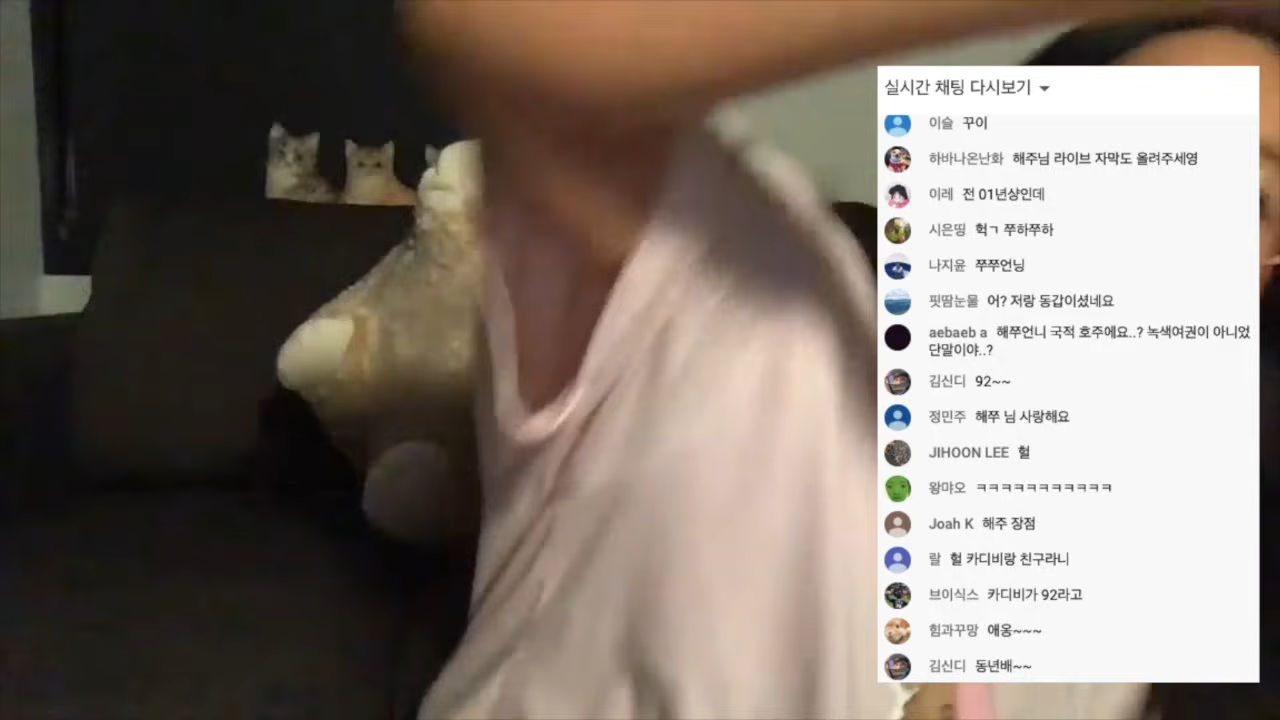 실시간 채팅 다시보기
이슬 꾸이
하바나온난화 해주님 라이브 자막도 올려주세영
이레 전 01년샹인데
시은띵 헉ㄱ 쭈하쭈하
나지윤 쭈쭈언닝
핏땀눈물 어? 저랑 동갑이셨네요
aebaeb a 해쭈언니 국적 호주에요..? 녹색여권이 아니었
단말이야..?
김신디 92~~
정민주 해쭈 님 사랑해요
JIHOON LEE 헐
왕먀오 ㅋㅋㅋㅋㅋㅋㅋㅋㅋㅋㅋ
Joah K 해주 장점
랄 헐 카디비랑 친구라니
브이식스 카디비가 92라고
힘과꾸망 애옹~~~
김신디 동년배~~